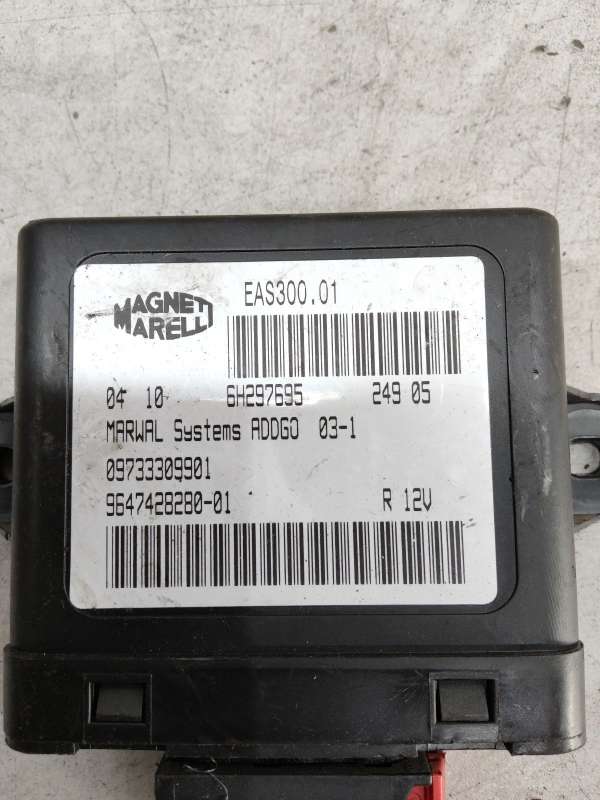 MAGNETI
MARELLI
EAS300.01
04 10 6H297695 249 05
MARWAL Systems ADDGO 03-1
09733309901
9647428280-01 R 12V